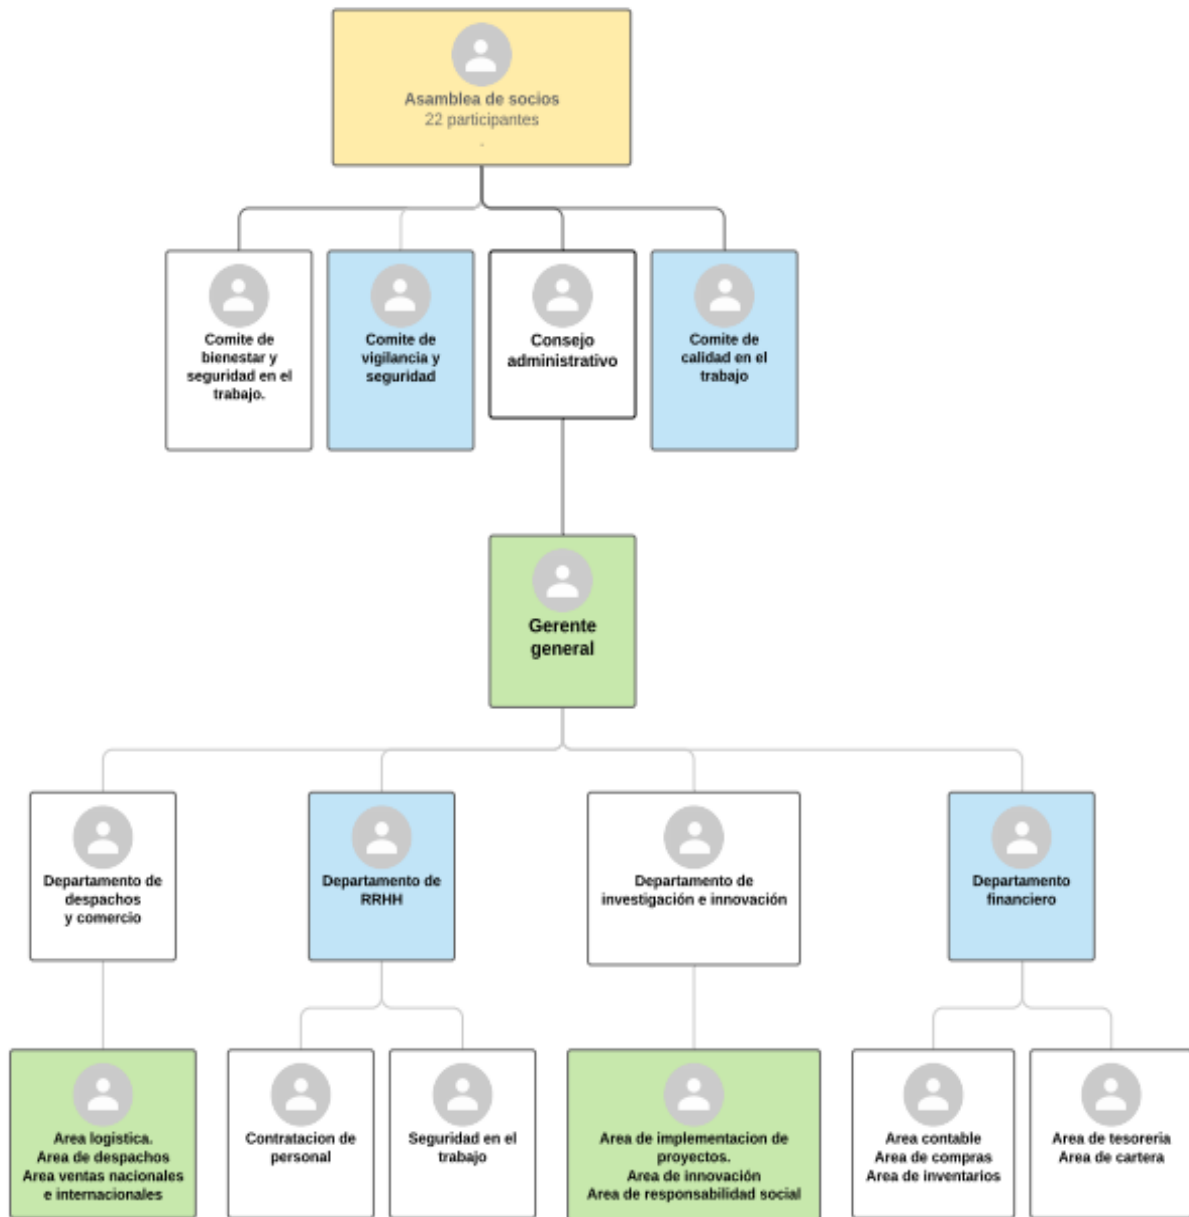 Asamblea de socios
22 participantes
.
Comite de
bienestar y
seguridad en el
trabajo.
Comite de
vigilancia y
seguridad
Consejo
administrativo
Comite de
calidad en el
trabajo
Gerente
general
Departamento de
despachos
y comercio
Departamento de
RRHH
Departamento de
investigación e innovación
Departamento
financiero
Area logística.
Area de despachos
Area ventas nacionales
e internacionales
Contratacion de
personal
Seguridad en el
trabajo
Area de implementacion de
proyectos.
Area de innovación
Area de responsabilidad social
Area contable
Area de compras
Area de inventarios
Area de tesoreria
Area de cartera